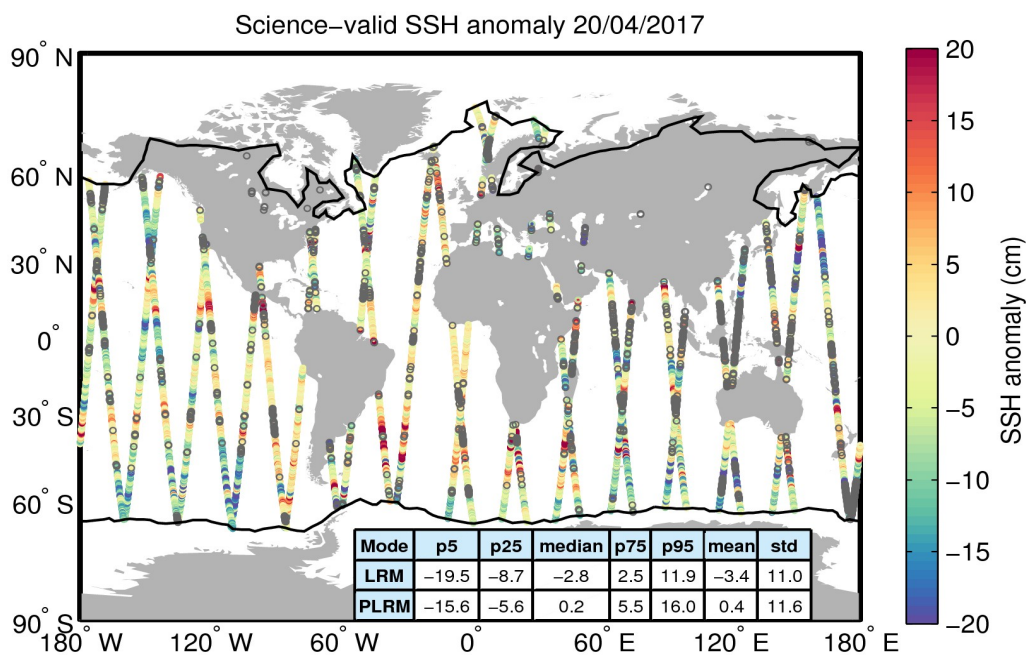 Science−valid SSH anomaly 20/04/2017
90° N
60° N
30° N
0°
30° S
60° S
90° S
180° W
120° W
60° W
0°
60° E
120° E
180° E
Mode p5 p25 median p75 p95 mean std
LRM −19.5 −8.7 −2.8 2.5 11.9 −3.4 11.0
PLRM −15.6 −5.6 0.2 5.5 16.0 0.4 11.6
20
15
10
5
0
−5
−10
−15
−20
SSH anomaly (cm)